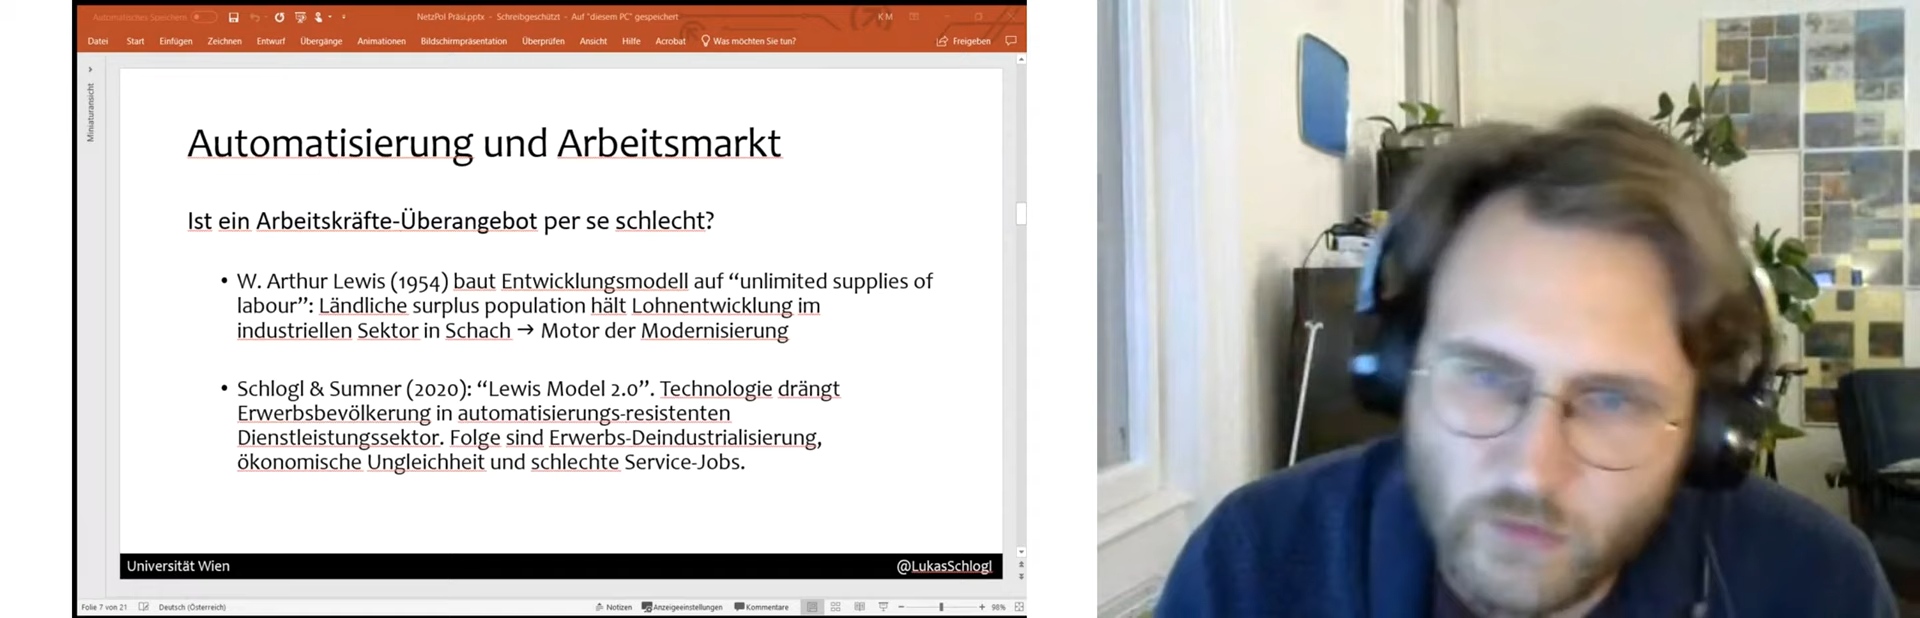 Automatisches Speichern
NetzPol Präsi.pptx - Schreibgeschützt - Auf "diesem PC" gespeichert
K M
Datei Start Einfügen Zeichnen Entwurf Übergänge Animationen Bildschirmpräsentation Überprüfen Ansicht Hilfe Acrobat Was möchten Sie tun? Freigeben
Miniaturansicht
Automatisierung und Arbeitsmarkt
Ist ein Arbeitskräfte-Überangebot per se schlecht?
• W. Arthur Lewis (1954) baut Entwicklungsmodell auf “unlimited supplies of
labour”: Ländliche surplus population hält Lohnentwicklung im
industriellen Sektor in Schach → Motor der Modernisierung
• Schlogl & Sumner (2020): “Lewis Model 2.0”. Technologie drängt
Erwerbsbevölkerung in automatisierungs-resistenten
Dienstleistungssektor. Folge sind Erwerbs-Deindustrialisierung,
ökonomische Ungleichheit und schlechte Service-Jobs.
Universität Wien @LukasSchlogl
Folie 7 von 21 Deutsch (Österreich) Notizen Anzeigeeinstellungen Kommentare 98%